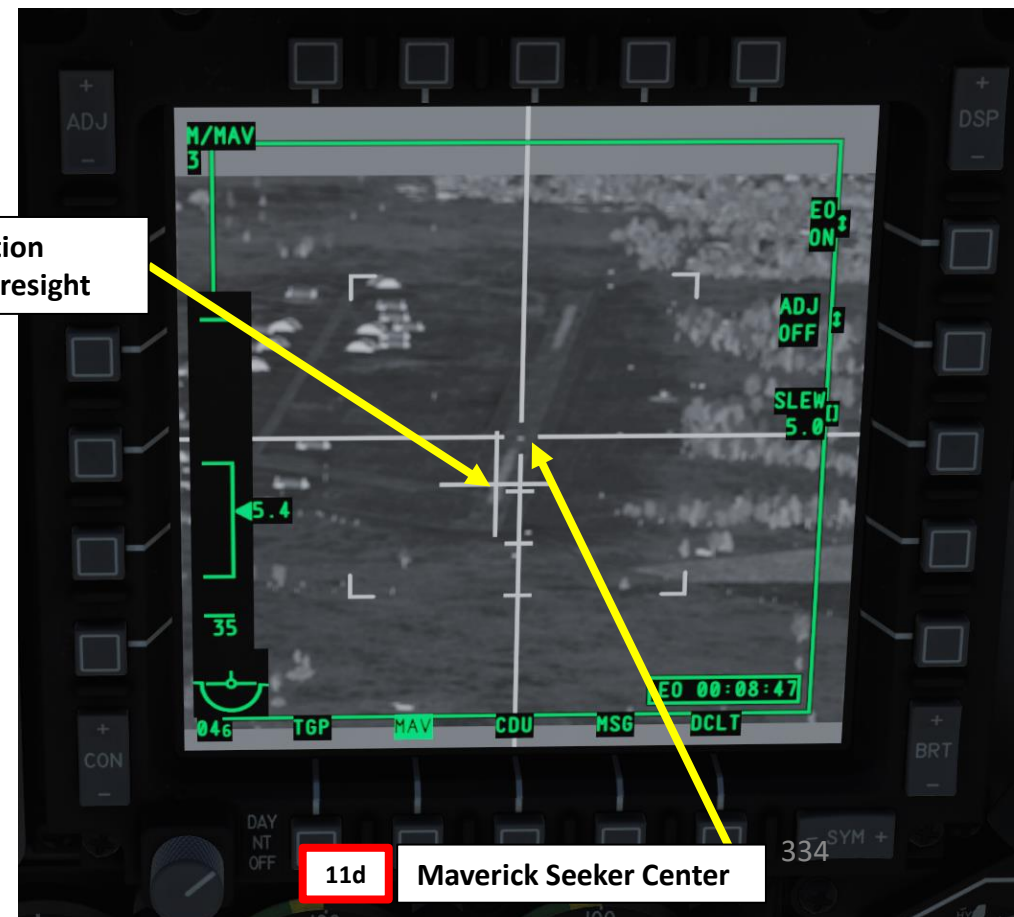 +
ADJ
-
+
DSP
-
M/MAV
3
EO
ON
tion
resight
ADJ
OFF
SLEW
5.0
5.4
35
EO 00:08:47
046
TGP
MAV
CDU
MSG
DCLT
+
CON
-
+
BRT
-
DAY
NT
OFF
- SYM +
334
11d
Maverick Seeker Center